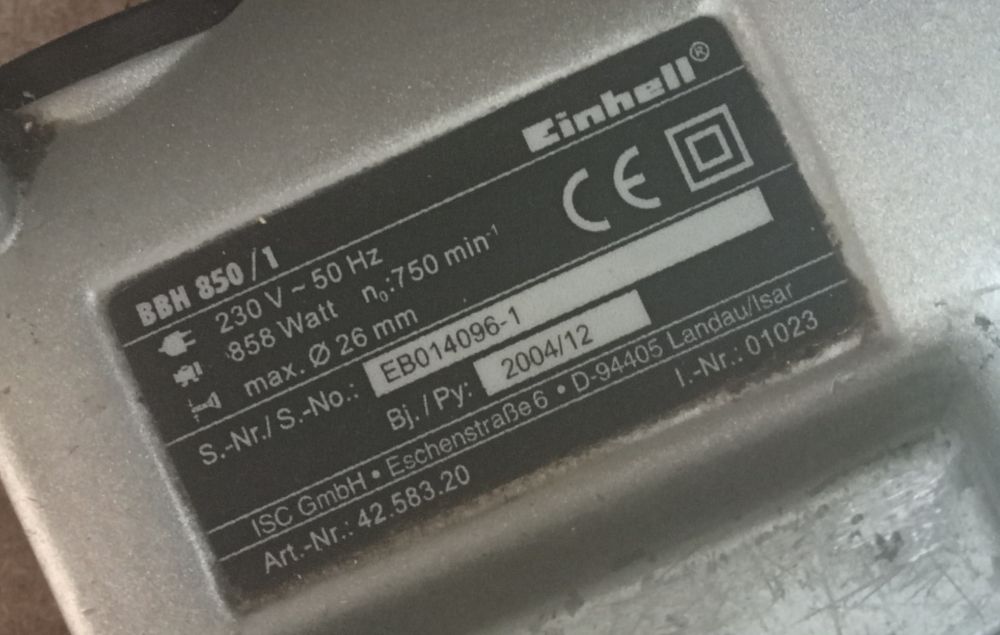 Einhell®
BBH 850/1
230 V ~ 50 Hz
858 Watt n₀:750 min⁻¹
max. Ø 26 mm
CE
S.-Nr./S.-No.: EB014096-1
Bj./Py: 2004/12
ISC GmbH • Eschenstraße 6 • D-94405 Landau/Isar
Art.-Nr.: 42.583.20 I.-Nr.: 01023